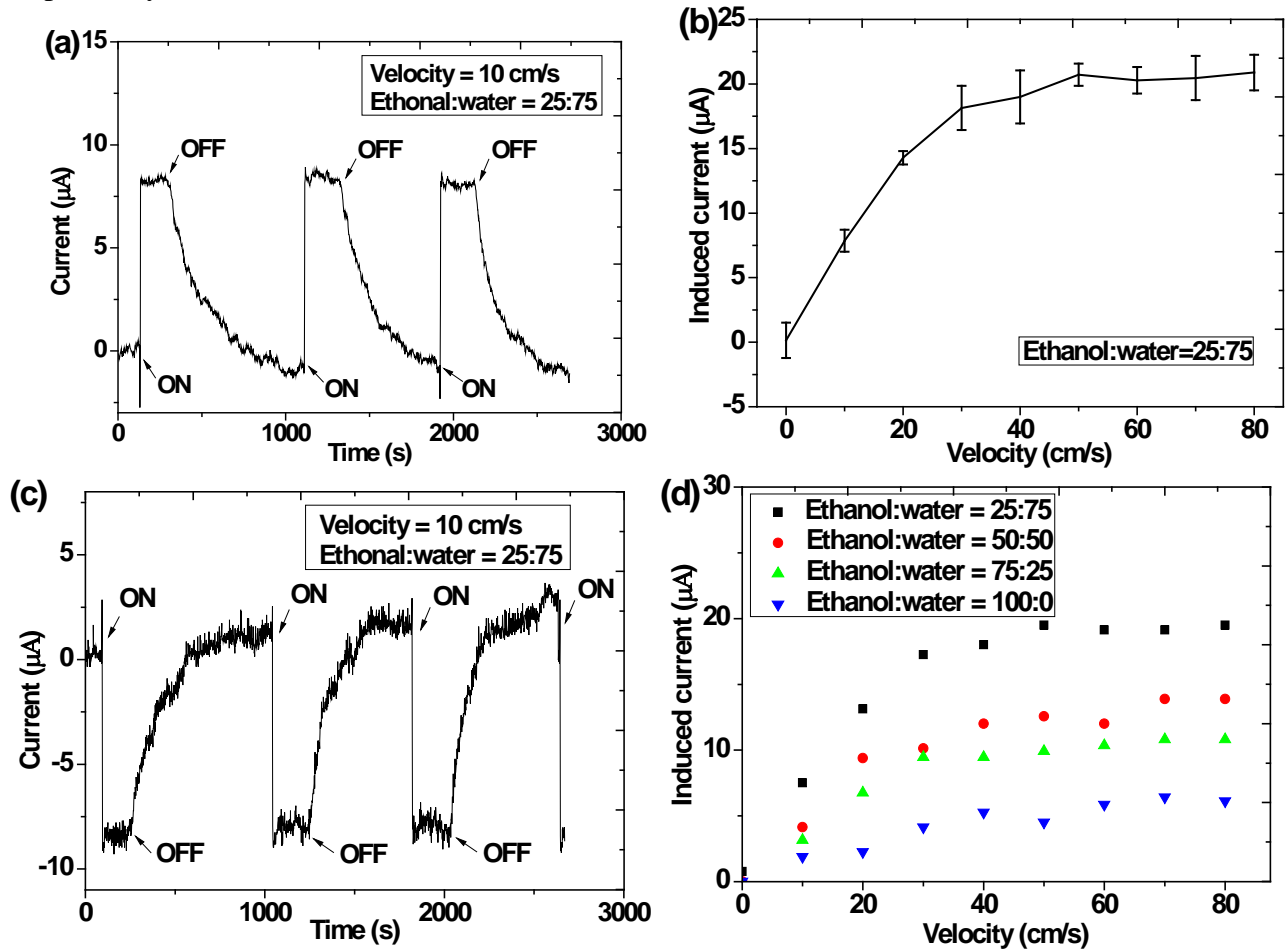 (a)
Velocity = 10 cm/s
Ethonal:water = 25:75
OFF
OFF
OFF
ON
ON
ON
15
10
5
0
Current (μA)
0
1000
2000
3000
Time (s)
(b)
25
20
15
10
5
0
-5
Induced current (μA)
Ethanol:water=25:75
0
20
40
60
80
Velocity (cm/s)
(c)
Velocity = 10 cm/s
Ethonal:water = 25:75
ON
ON
ON
ON
OFF
OFF
OFF
5
0
-5
-10
Current (μA)
0
1000
2000
3000
Time (s)
(d)
Ethanol:water = 25:75
Ethanol:water = 50:50
Ethanol:water = 75:25
Ethanol:water = 100:0
30
20
10
0
Induced current (μA)
0
20
40
60
80
Velocity (cm/s)